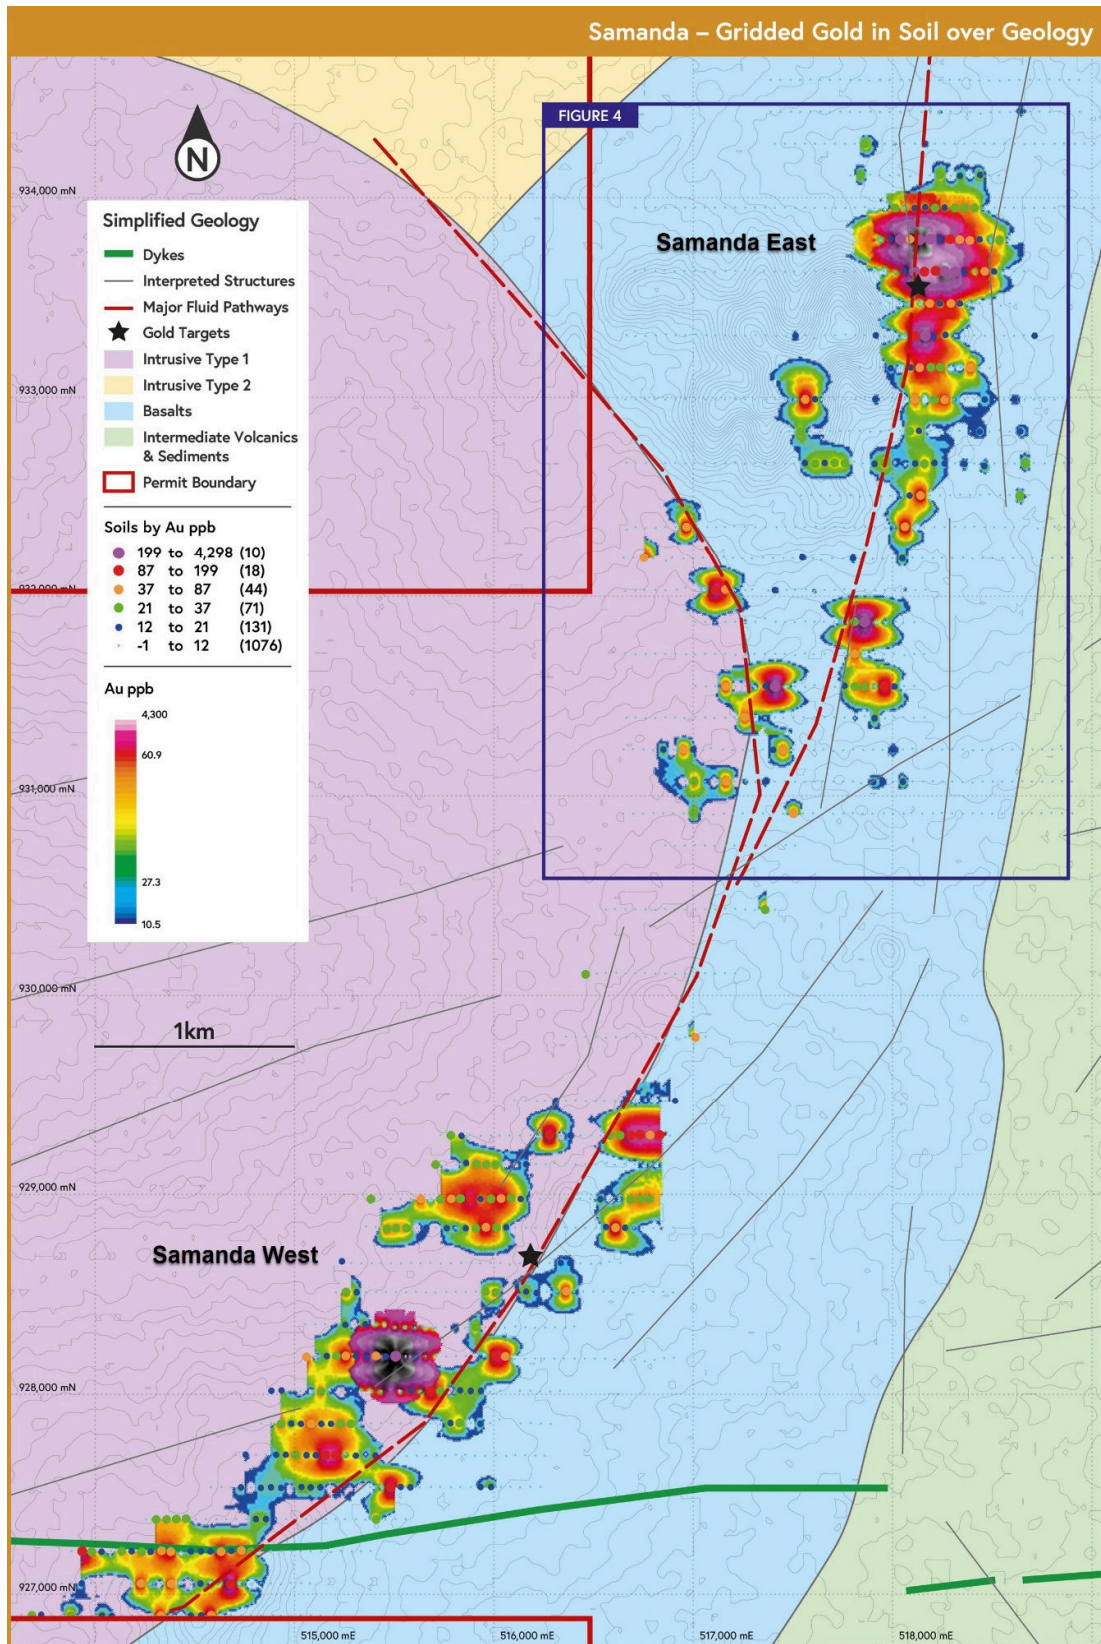 Samanda – Gridded Gold in Soil over Geology
FIGURE 4
N
934,000 mN
Simplified Geology
Dykes
Interpreted Structures
Major Fluid Pathways
Gold Targets
Intrusive Type 1
Intrusive Type 2
Basalts
Intermediate Volcanics
& Sediments
Permit Boundary
Soils by Au ppb
199 to 4,298 (10)
87 to 199 (18)
37 to 87 (44)
21 to 37 (71)
12 to 21 (131)
-1 to 12 (1076)
Au ppb
4,300
60.9
27.3
10.5
Samanda East
933,000 mN
932,000 mN
931,000 mN
930,000 mN
1km
929,000 mN
Samanda West
928,000 mN
927,000 mN
515,000 mE
516,000 mE
517,000 mE
518,000 mE